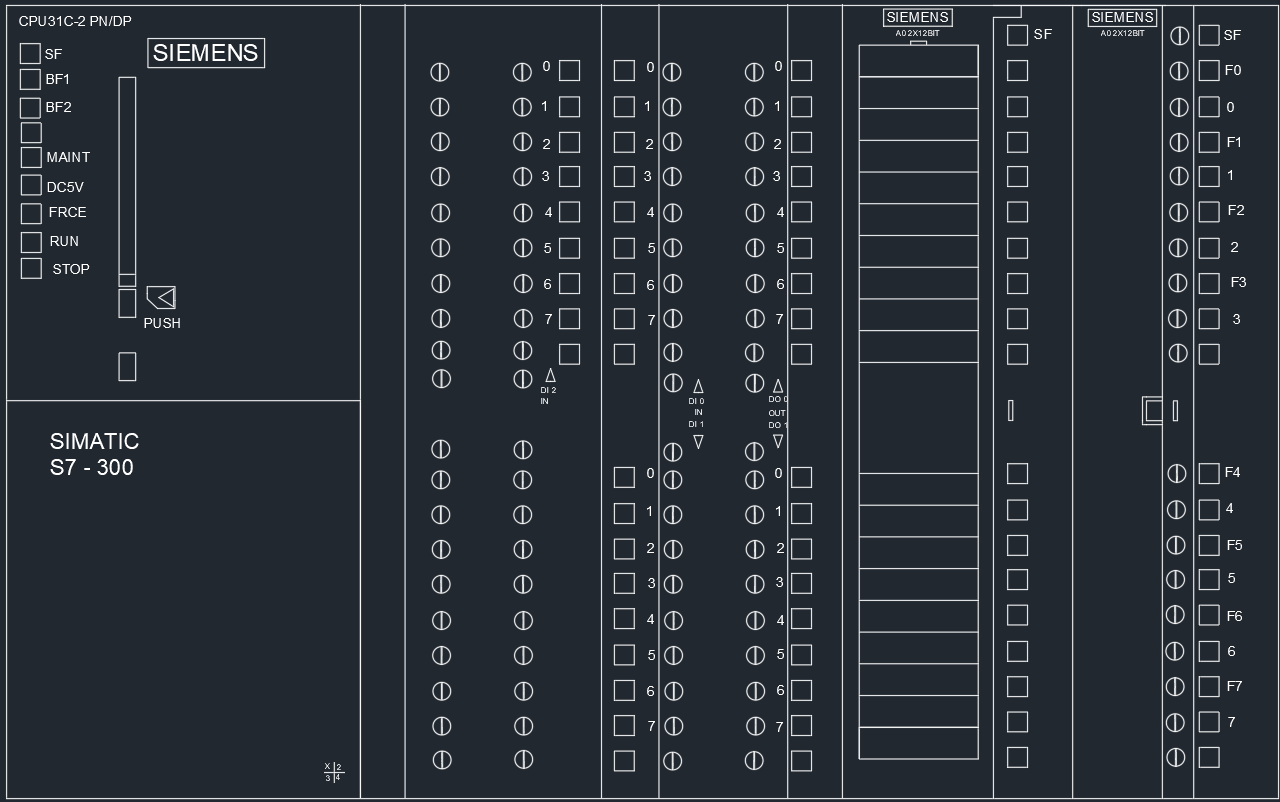 CPU31C-2 PN/DP
SIEMENS
SF
BF1
BF2
MAINT
DC5V
FRCE
RUN
STOP
PUSH
SIMATIC
S7 - 300
X 2
3 4
0
1
2
3
4
5
6
7
DI 2
IN
0
1
2
3
4
5
6
7
DI 0
IN
DI 1
0
1
2
3
4
5
6
7
0
1
2
3
4
5
6
7
DO 0
OUT
DO 1
0
1
2
3
4
5
6
7
SIEMENS
A0 2X12BIT
SF
SIEMENS
A0 2X12BIT
SF
F0
0
F1
1
F2
2
F3
3
F4
4
F5
5
F6
6
F7
7